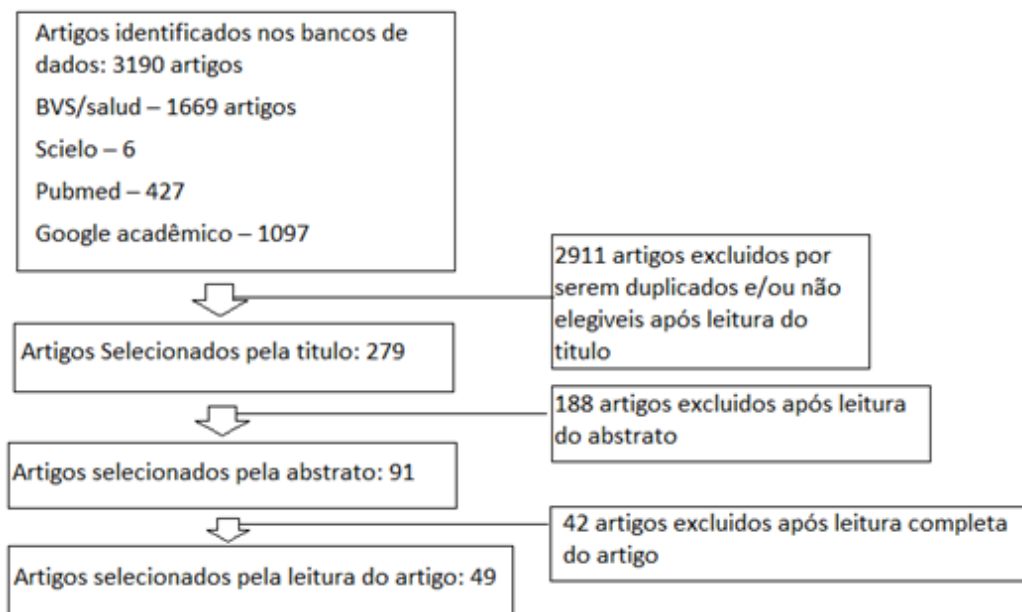 Artigos identificados nos bancos de
dados: 3190 artigos
BVS/salud – 1669 artigos
Scielo – 6
Pubmed – 427
Google acadêmico – 1097
2911 artigos excluidos por
serem duplicados e/ou não
elegiveis após leitura do
titulo
Artigos Selecionados pela titulo: 279
188 artigos excluidos após leitura
do abstrato
Artigos selecionados pela abstrato: 91
42 artigos excluidos após leitura completa
do artigo
Artigos selecionados pela leitura do artigo: 49